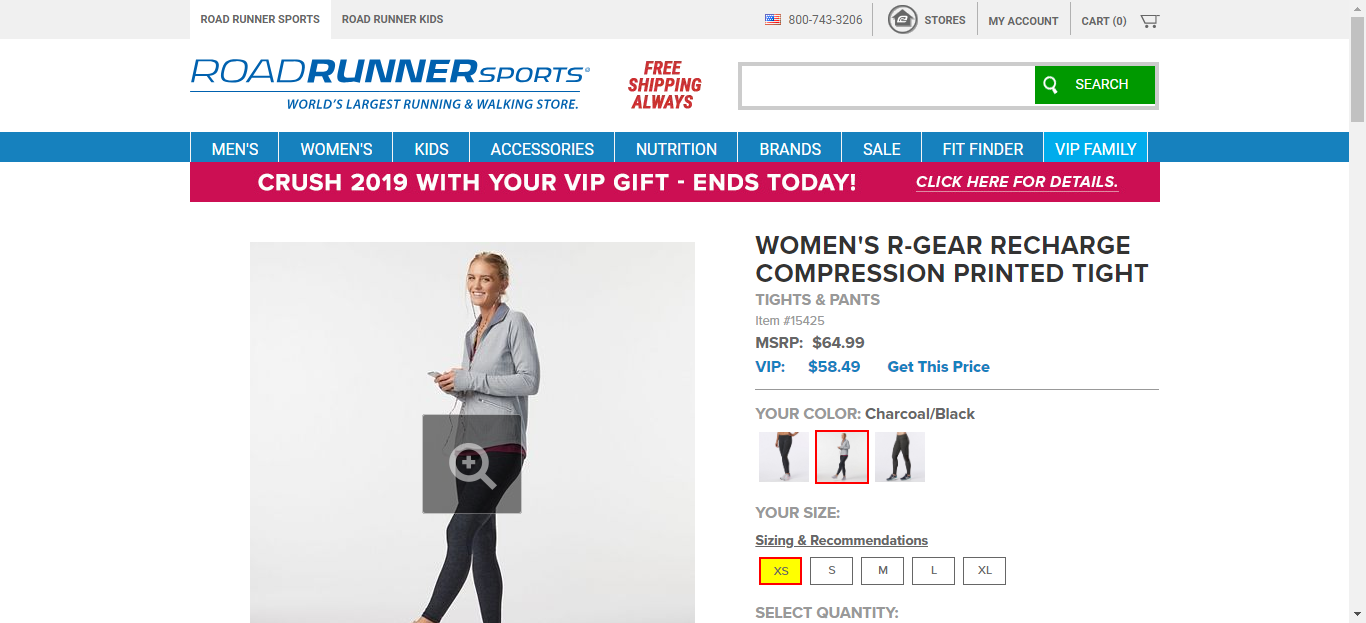 ROAD RUNNER SPORTS ROAD RUNNER KIDS 800-743-3206 STORES MY ACCOUNT CART (0)
ROADRUNNER SPORTS®
WORLD'S LARGEST RUNNING & WALKING STORE.
FREE
SHIPPING
ALWAYS
SEARCH
MEN'S WOMEN'S KIDS ACCESSORIES NUTRITION BRANDS SALE FIT FINDER VIP FAMILY
CRUSH 2019 WITH YOUR VIP GIFT - ENDS TODAY! CLICK HERE FOR DETAILS.
WOMEN'S R-GEAR RECHARGE
COMPRESSION PRINTED TIGHT
TIGHTS & PANTS
Item #15425
MSRP: $64.99
VIP: $58.49 Get This Price
YOUR COLOR: Charcoal/Black
YOUR SIZE:
Sizing & Recommendations
XS S M L XL
SELECT QUANTITY: